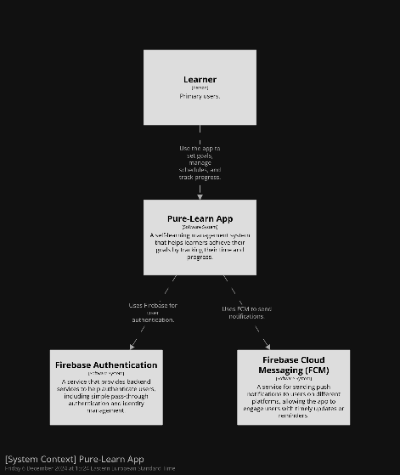 Learner
[Person]
Primary users.
Use the app to
set goals,
manage
schedules, and
track progress.
Pure-Learn App
[Software System]
A self-learning management system
that helps learners achieve their
goals by tracking their time and
progress.
Uses Firebase for
user
authentication.
Uses FCM to send
notifications.
Firebase Authentication
[Software System]
A service that provides backend
services to help authenticate users,
including simple pass-through
authentication and identity
management.
Firebase Cloud
Messaging (FCM)
[Software System]
A service for sending push
notifications to users on different
platforms, allowing the app to
engage users with timely updates or
reminders.
[System Context] Pure-Learn App
Friday 6 December 2024 at Central European Standard Time